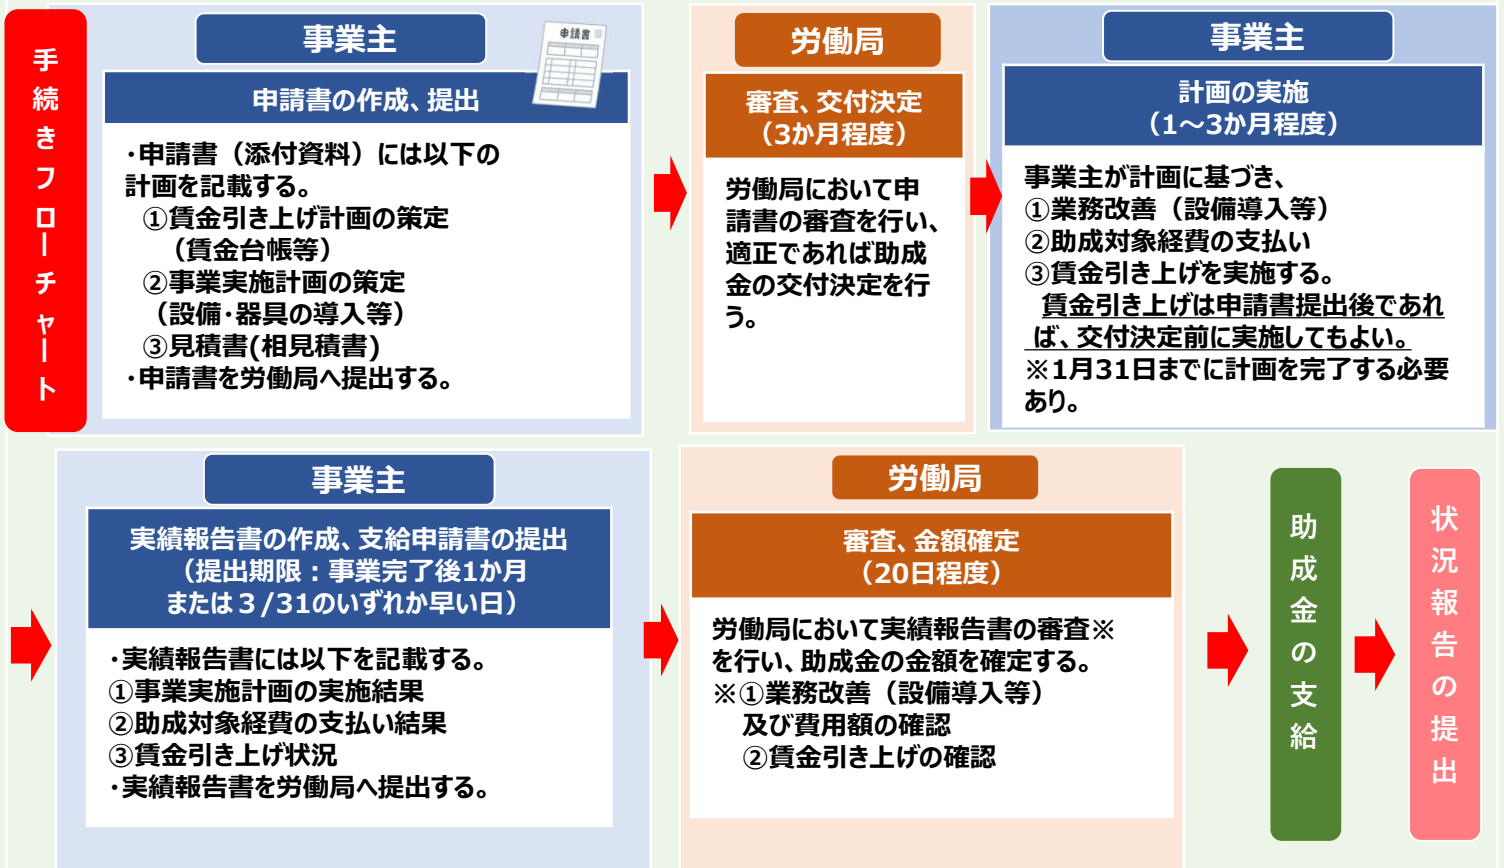 手続きフローチャート
事業主
申請書
申請書の作成、提出
・申請書（添付資料）には以下の
計画を記載する。
①賃金引き上げ計画の策定
（賃金台帳等）
②事業実施計画の策定
（設備・器具の導入等）
③見積書(相見積書)
・申請書を労働局へ提出する。
労働局
審査、交付決定
（3か月程度）
労働局において申
請書の審査を行い、
適正であれば助成
金の交付決定を行
う。
事業主
計画の実施
（1～3か月程度）
事業主が計画に基づき、
①業務改善（設備導入等）
②助成対象経費の支払い
③賃金引き上げを実施する。
賃金引き上げは申請書提出後であれ
ば、交付決定前に実施してもよい。
※1月31日までに計画を完了する必要
あり。
事業主
実績報告書の作成、支給申請書の提出
（提出期限：事業完了後1か月
または３/31のいずれか早い日）
・実績報告書には以下を記載する。
①事業実施計画の実施結果
②助成対象経費の支払い結果
③賃金引き上げ状況
・実績報告書を労働局へ提出する。
労働局
審査、金額確定
（20日程度）
労働局において実績報告書の審査※
を行い、助成金の金額を確定する。
※①業務改善（設備導入等）
及び費用額の確認
②賃金引き上げの確認
助成金の支給
状況報告の提出